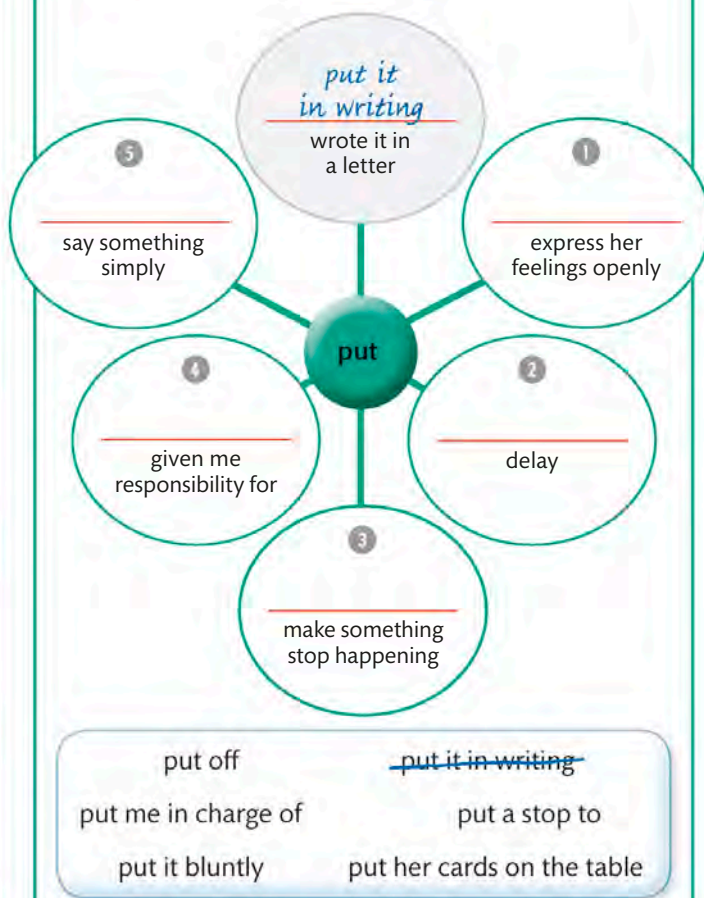 put it
in writing
wrote it in
a letter
1
express her
feelings openly
2
delay
3
make something
stop happening
4
given me
responsibility for
5
say something
simply
put
put off
put it in writing
put me in charge of
put a stop to
put it bluntly
put her cards on the table